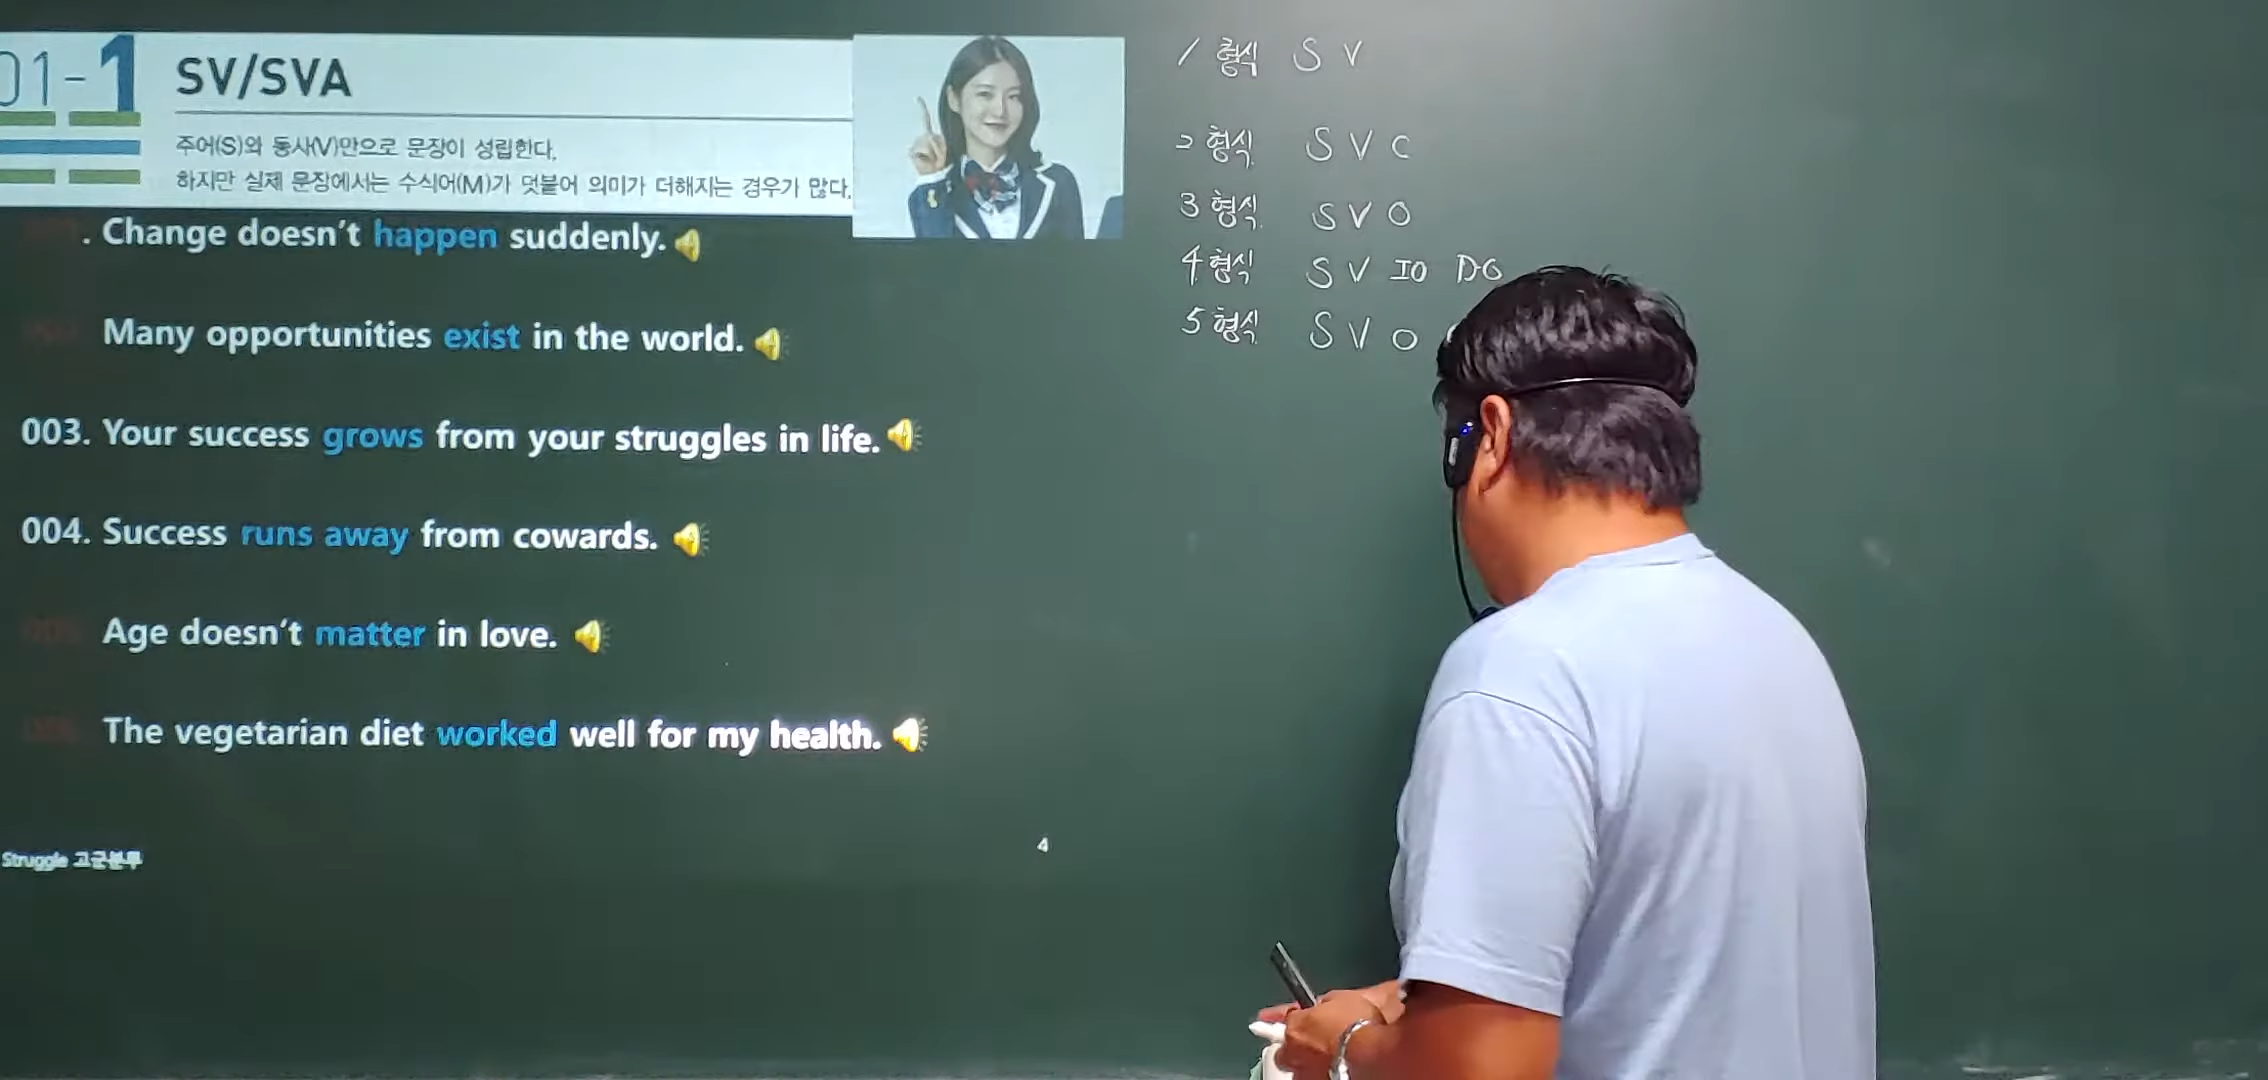 01-1 SV/SVA
주어(S)와 동사(V)만으로 문장이 성립한다.
하지만 실제 문장에서는 수식어(M)가 덧붙어 의미가 더해지는 경우가 많다.
. Change doesn't happen suddenly.
Many opportunities exist in the world.
003. Your success grows from your struggles in life.
004. Success runs away from cowards.
Age doesn't matter in love.
The vegetarian diet worked well for my health.
Struggle 고군분투
4
1형식 S V
2형식 S V C
3형식 S V O
4형식 S V IO DO
5형식 S V O